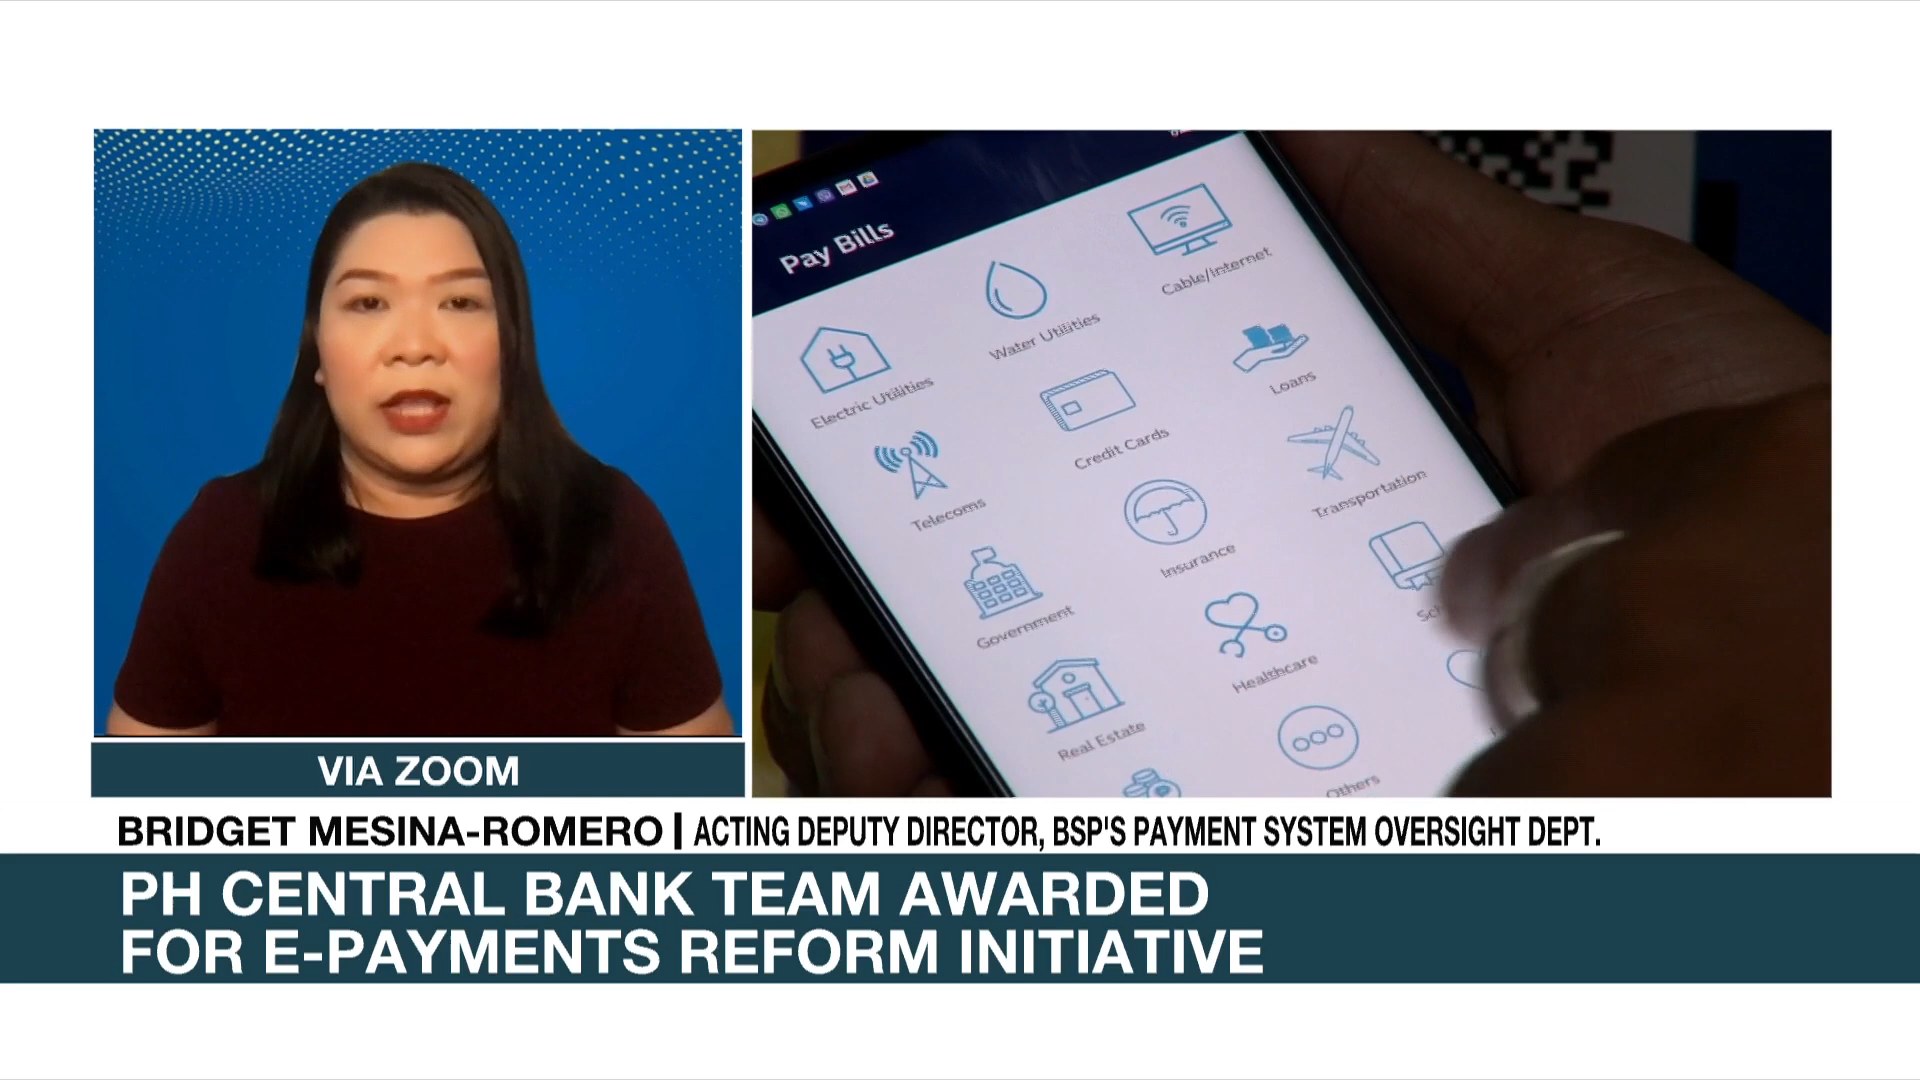 Pay Bills
Electric Utilities
Water Utilities
Cable/Internet
Telecoms
Credit Cards
Loans
Government
Insurance
Transportation
Real Estate
Healthcare
Others
VIA ZOOM
BRIDGET MESINA-ROMERO | ACTING DEPUTY DIRECTOR, BSP'S PAYMENT SYSTEM OVERSIGHT DEPT.
PH CENTRAL BANK TEAM AWARDED
FOR E-PAYMENTS REFORM INITIATIVE